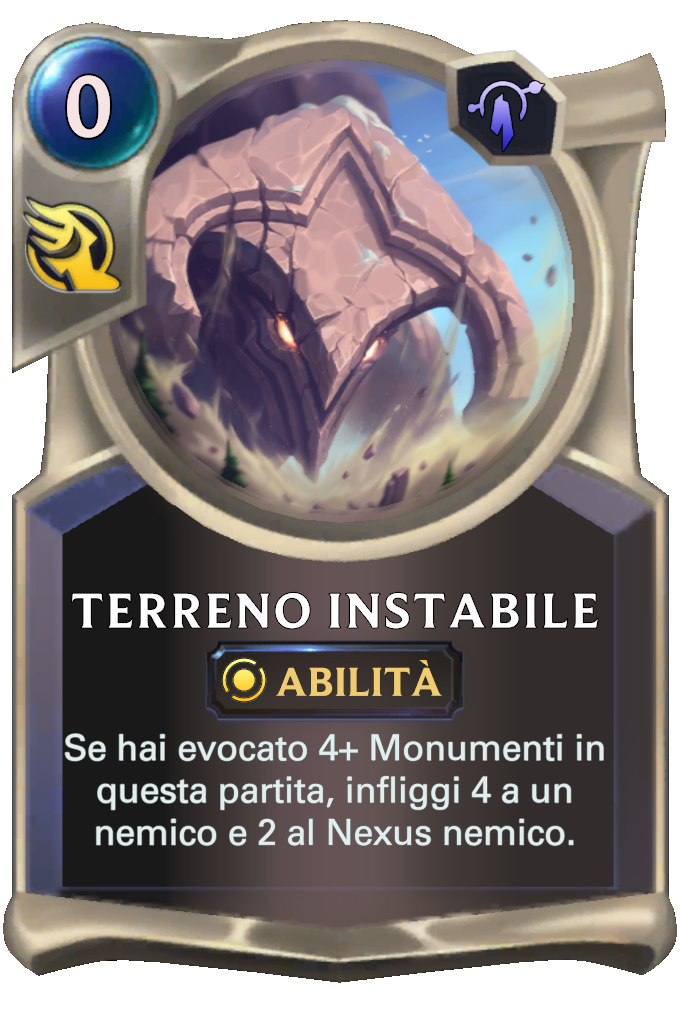 0
TERRENO INSTABILE
ABILITÀ
Se hai evocato 4+ Monumenti in
questa partita, infliggi 4 a un
nemico e 2 al Nexus nemico.